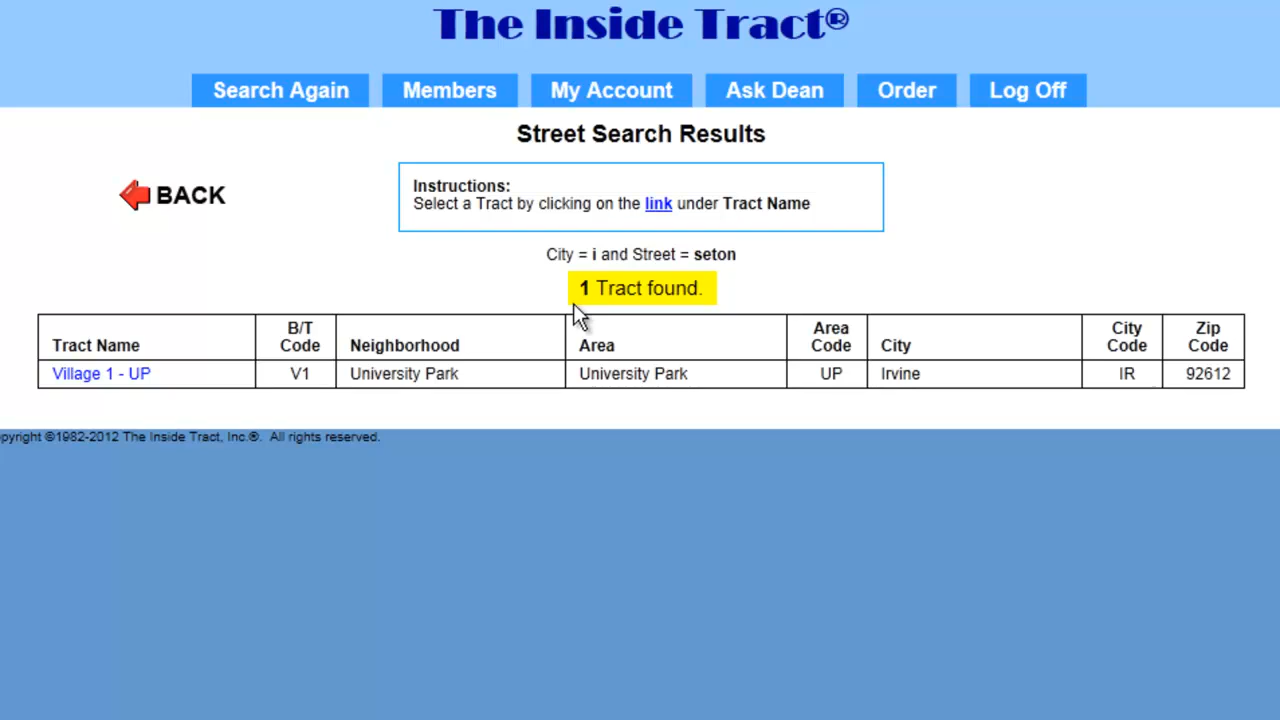 The Inside Tract®
Search Again Members My Account Ask Dean Order Log Off
Street Search Results
BACK
Instructions:
Select a Tract by clicking on the link under Tract Name
City = i and Street = seton
1 Tract found.
Tract Name B/T Code Neighborhood Area Area Code City City Code Zip Code
Village 1 - UP V1 University Park University Park UP Irvine IR 92612
opyright ©1982-2012 The Inside Tract, Inc.®. All rights reserved.